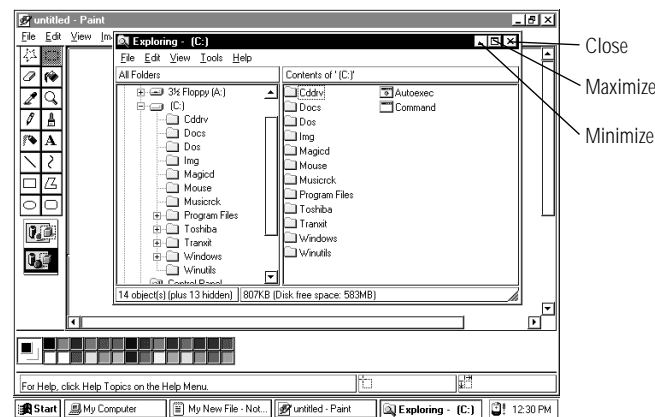 untitled - Paint
File Edit View Im
Exploring - (C:)
File Edit View Tools Help
All Folders
Contents of '(C:)'
3½ Floppy (A:)
(C:)
Cddrv
Docs
Dos
Img
Magicd
Mouse
Musicrck
Program Files
Toshiba
Tranxit
Windows
Winutils
Control Panel
Cddrv
Docs
Dos
Img
Magicd
Mouse
Musicrck
Program Files
Toshiba
Tranxit
Windows
Winutils
Autoexec
Command
14 object(s) (plus 13 hidden)
807KB (Disk free space: 583MB)
Close
Maximize
Minimize
A
For Help, click Help Topics on the Help Menu.
Start
My Computer
My New File - Not...
untitled - Paint
Exploring - (C:)
12:30 PM